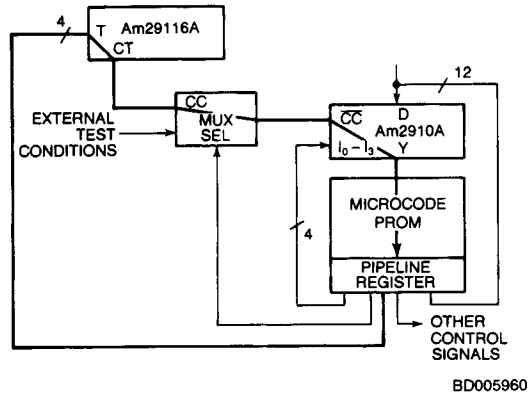 4
T
Am29116A
CT
12
EXTERNAL
TEST
CONDITIONS
CC
MUX
SEL
D
C̅C̅
Am2910A
I₀ – I₃
Y
MICROCODE
PROM
4
PIPELINE
REGISTER
OTHER
CONTROL
SIGNALS
BD005960